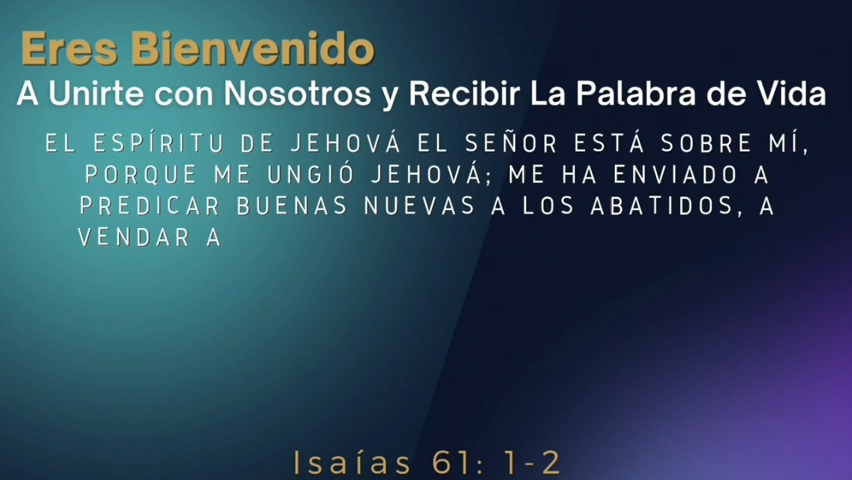 Eres Bienvenido
A Unirte con Nosotros y Recibir La Palabra de Vida
EL ESPÍRITU DE JEHOVÁ EL SEÑOR ESTÁ SOBRE MÍ,
PORQUE ME UNGIÓ JEHOVÁ; ME HA ENVIADO A
PREDICAR BUENAS NUEVAS A LOS ABATIDOS, A
VENDAR A
Isaías 61: 1-2